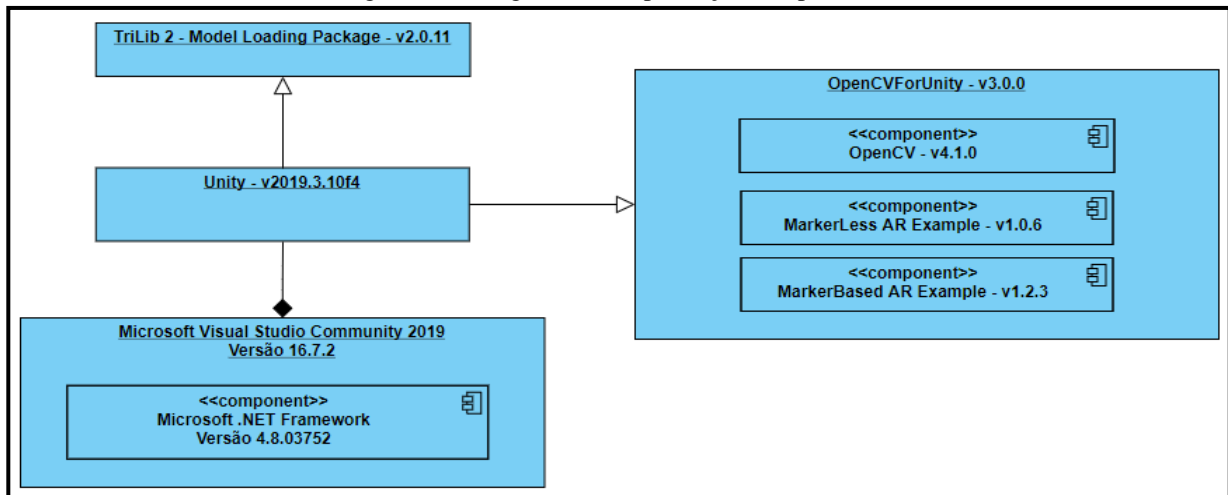 TriLib 2 - Model Loading Package - v2.0.11
Unity - v2019.3.10f4
OpenCVForUnity - v3.0.0
<<component>>
OpenCV - v4.1.0
<<component>>
MarkerLess AR Example - v1.0.6
<<component>>
MarkerBased AR Example - v1.2.3
Microsoft Visual Studio Community 2019
Versão 16.7.2
<<component>>
Microsoft .NET Framework
Versão 4.8.03752